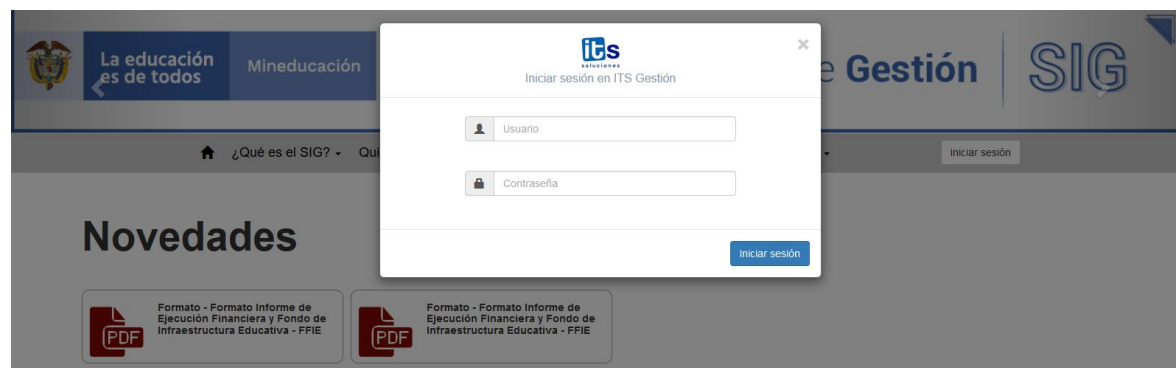 La educación
es de todos
Mineducación
its
soluciones
Iniciar sesión en ITS Gestión
×
e Gestión
SIG
Usuario
Contraseña
¿Qué es el SIG?
Qui
Iniciar sesión
Iniciar sesión
Novedades
PDF
Formato - Formato Informe de
Ejecución Financiera y Fondo de
Infraestructura Educativa - FFIE
PDF
Formato - Formato Informe de
Ejecución Financiera y Fondo de
Infraestructura Educativa - FFIE